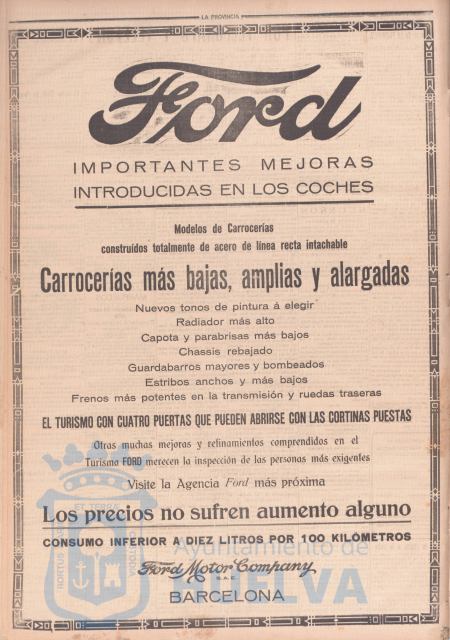 LA PROVINCIA
Ford
IMPORTANTES MEJORAS
INTRODUCIDAS EN LOS COCHES
Modelos de Carrocerías
construídos totalmente de acero de línea recta intachable
Carrocerías más bajas, amplias y alargadas
Nuevos tonos de pintura á elegir
Radiador más alto
Capota y parabrisas más bajos
Chassis rebajado
Guardabarros mayores y bombeados
Estribos anchos y más bajos
Frenos más potentes en la transmisión y ruedas traseras
EL TURISMO CON CUATRO PUERTAS QUE PUEDEN ABRIRSE CON LAS CORTINAS PUESTAS
Otras muchas mejoras y refinamientos comprendidos en el
Turismo FORD merecen la inspección de las personas más exigentes
Visite la Agencia Ford más próxima
Los precios no sufren aumento alguno
CONSUMO INFERIOR A DIEZ LITROS POR 100 KILÓMETROS
Ayuntamiento de
Ford Motor Company
S.A.E.
HUELVA
BARCELONA